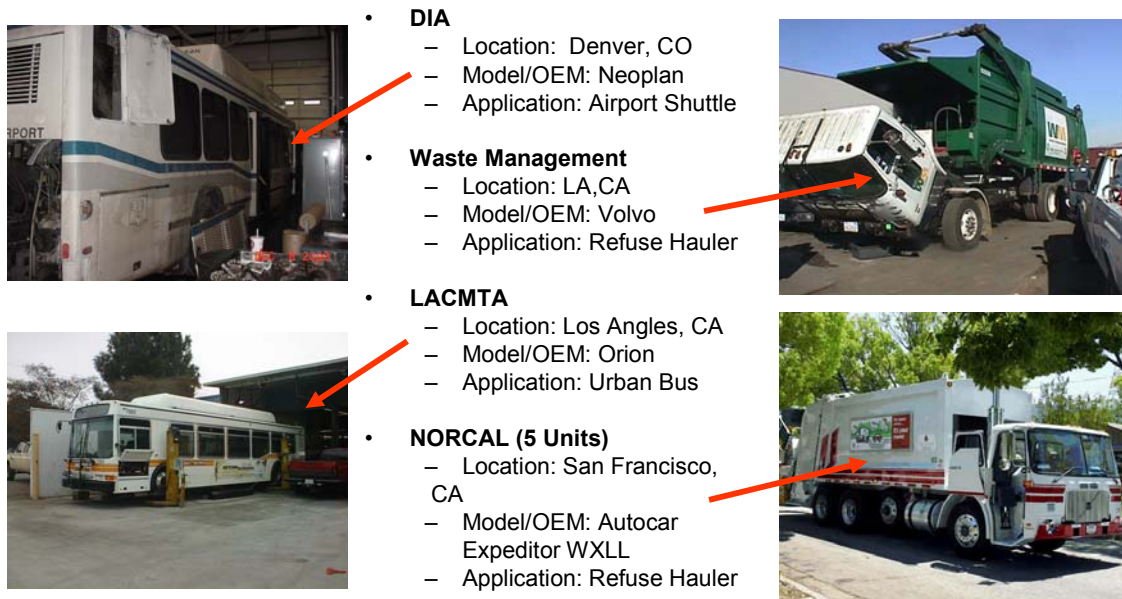 • DIA
– Location: Denver, CO
– Model/OEM: Neoplan
– Application: Airport Shuttle
• Waste Management
– Location: LA,CA
– Model/OEM: Volvo
– Application: Refuse Hauler
• LACMTA
– Location: Los Angles, CA
– Model/OEM: Orion
– Application: Urban Bus
• NORCAL (5 Units)
– Location: San Francisco,
CA
– Model/OEM: Autocar
Expeditor WXLL
– Application: Refuse Hauler
RPORT
WM